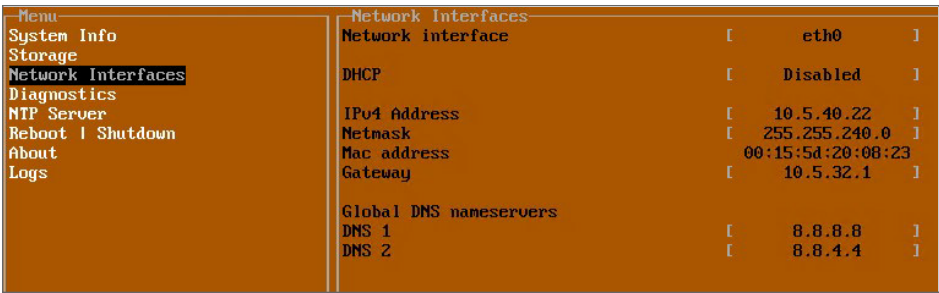 Menu
System Info
Storage
Network Interfaces
Diagnostics
NTP Server
Reboot | Shutdown
About
Logs
Network Interfaces
Network interface [ eth0 ]
DHCP [ Disabled ]
IPv4 Address [ 10.5.40.22 ]
Netmask [ 255.255.240.0 ]
Mac address 00:15:5d:20:08:23
Gateway [ 10.5.32.1 ]
Global DNS nameservers
DNS 1 [ 8.8.8.8 ]
DNS 2 [ 8.8.4.4 ]